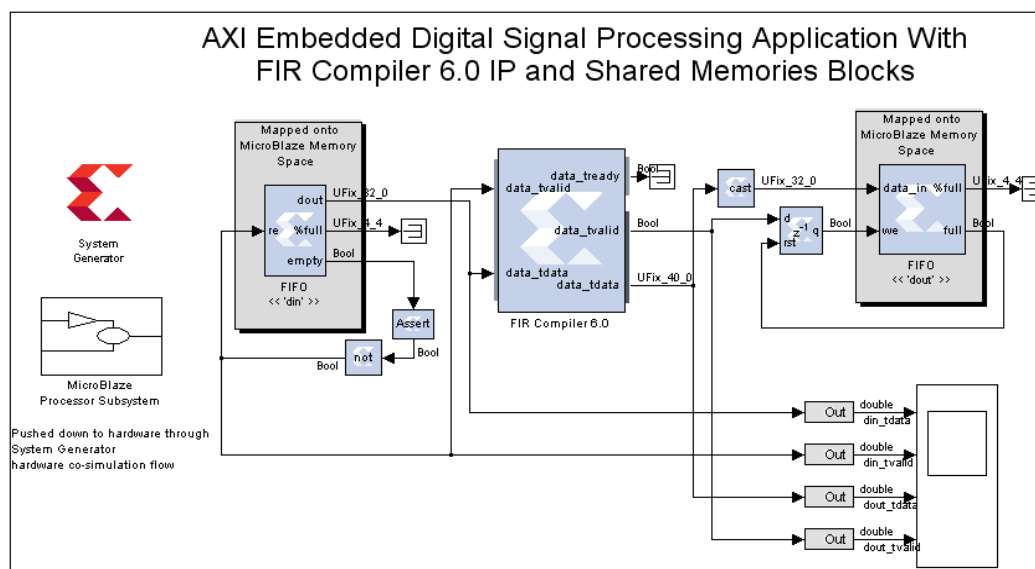 AXI Embedded Digital Signal Processing Application With
FIR Compiler 6.0 IP and Shared Memories Blocks
System
Generator
MicroBlaze
Processor Subsystem
Pushed down to hardware through
System Generator
hardware co-simulation flow
Mapped onto
MicroBlaze Memory
Space
dout
re %full
empty
FIFO
<< 'din' >>
UFix_32_0
UFix_4_4
Bool
Assert
Bool
not
Bool
data_tvalid
data_tdata
data_tready
data_tvalid
data_tdata
FIR Compiler 6.0
Bool
Bool
UFix_40_0
cast
UFix_32_0
d
z-1 q
rst
Bool
Mapped onto
MicroBlaze Memory
Space
data_in %full
we full
FIFO
<< 'dout' >>
UFix_4_4
Bool
Out
double
din_tdata
Out
double
din_tvalid
Out
double
dout_tdata
Out
double
dout_tvalid